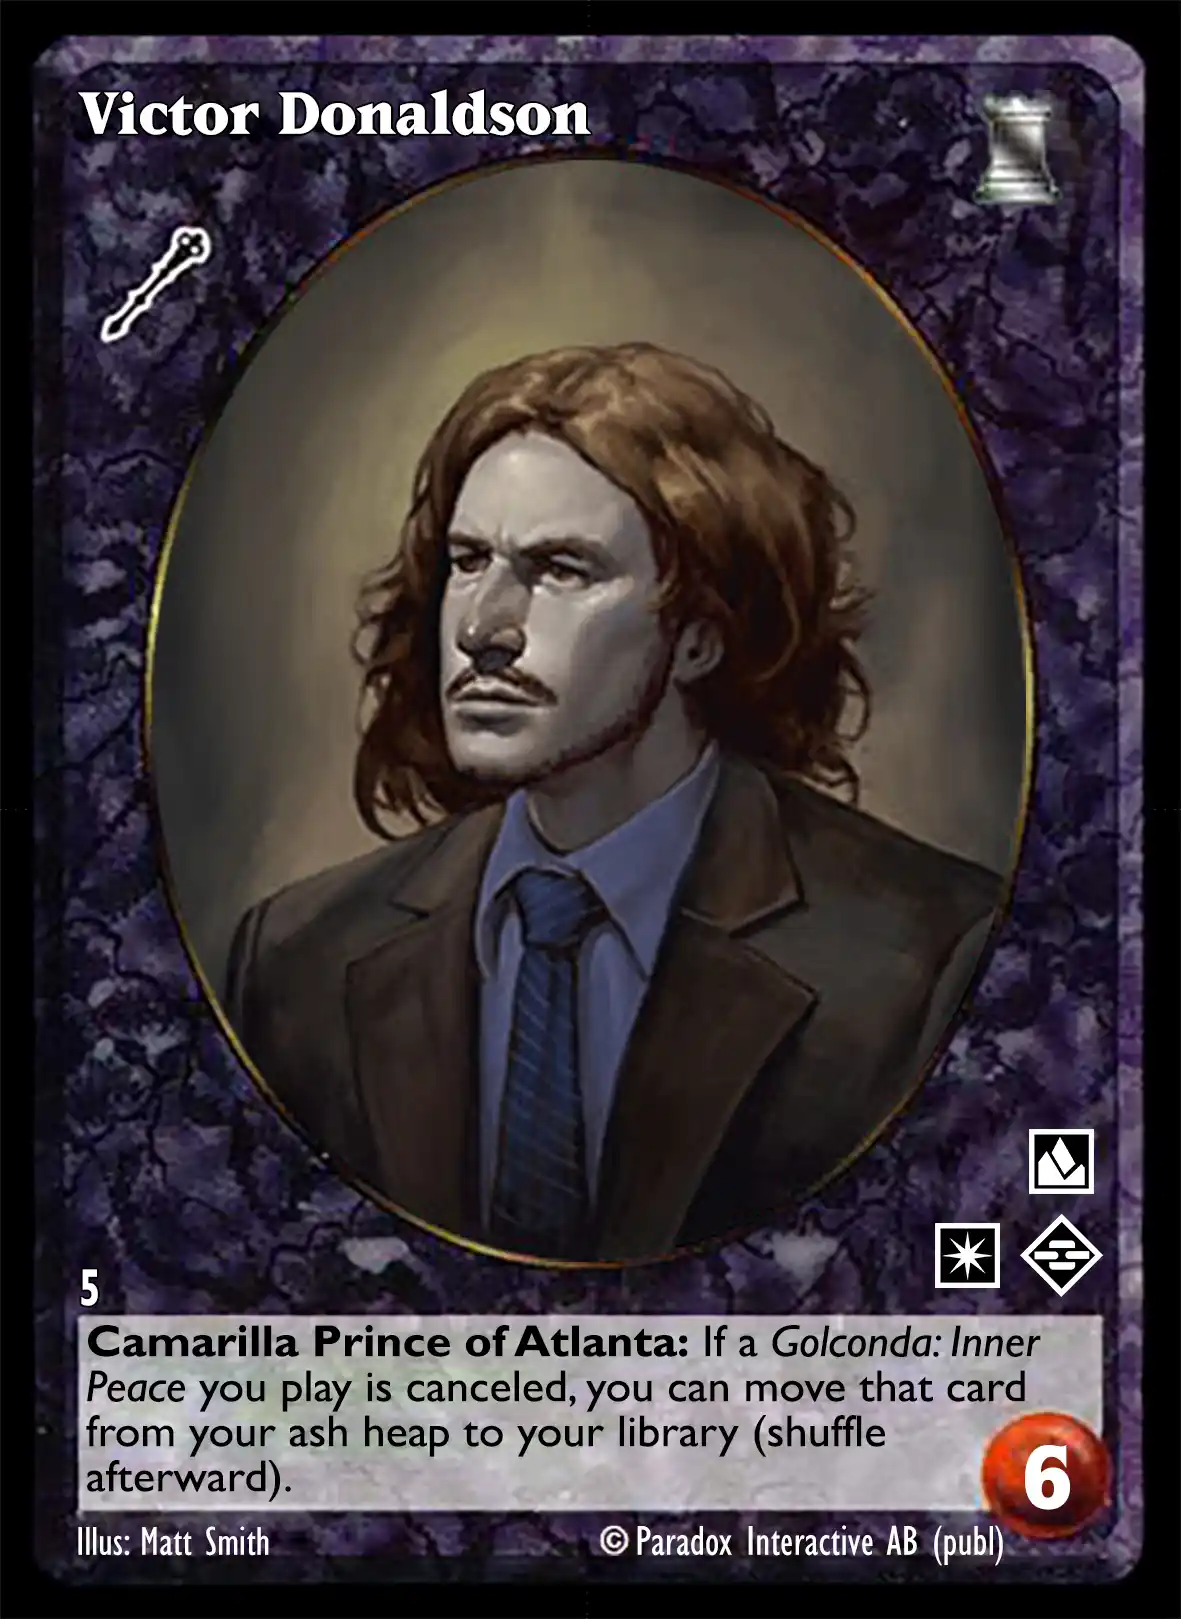 Victor Donaldson
5
Camarilla Prince of Atlanta: If a Golconda: Inner
Peace you play is canceled, you can move that card
from your ash heap to your library (shuffle
afterward).
6
Illus: Matt Smith
© Paradox Interactive AB (publ)